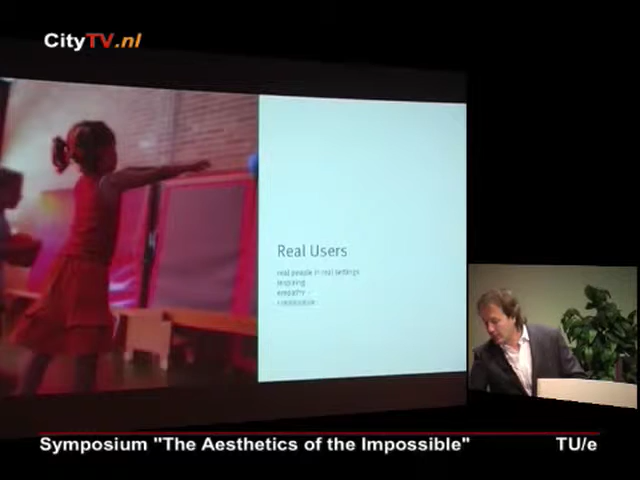 CityTV.nl
Real Users
real people in real settings
inspiring
empathy
Symposium "The Aesthetics of the Impossible" TU/e